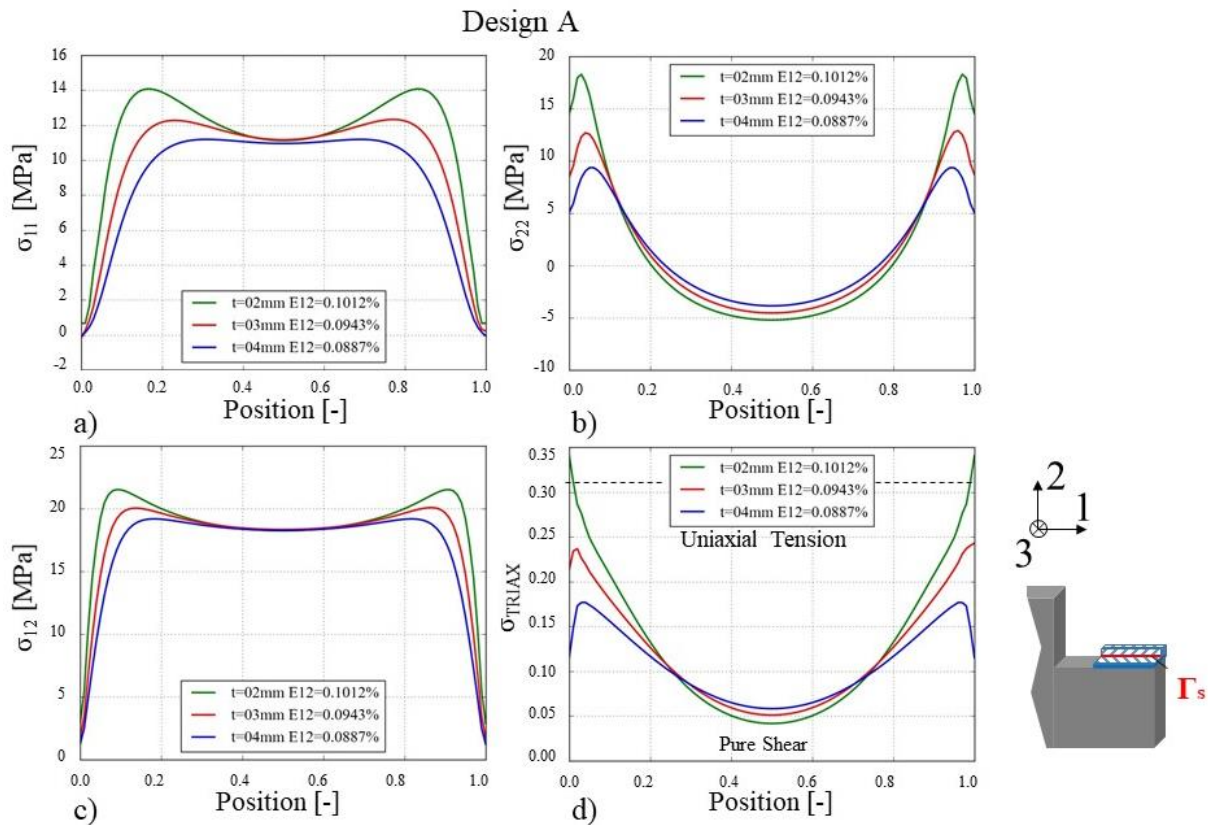 Design A
σ11 [MPa]
16
14
12
10
8
6
4
2
0
-2
t=02mm E12=0.1012%
t=03mm E12=0.0943%
t=04mm E12=0.0887%
0.0 0.2 0.4 0.6 0.8 1.0
Position [-]
a)
σ22 [MPa]
20
15
10
5
0
-5
-10
t=02mm E12=0.1012%
t=03mm E12=0.0943%
t=04mm E12=0.0887%
0.0 0.2 0.4 0.6 0.8 1.0
Position [-]
b)
σ12 [MPa]
25
20
15
10
5
0
t=02mm E12=0.1012%
t=03mm E12=0.0943%
t=04mm E12=0.0887%
0.0 0.2 0.4 0.6 0.8 1.0
Position [-]
c)
σTRIAX
0.35
0.30
0.25
0.20
0.15
0.10
0.05
0.00
t=02mm E12=0.1012%
t=03mm E12=0.0943%
t=04mm E12=0.0887%
Uniaxial Tension
Pure Shear
0.0 0.2 0.4 0.6 0.8 1.0
Position [-]
d)
2
1
3
Γs